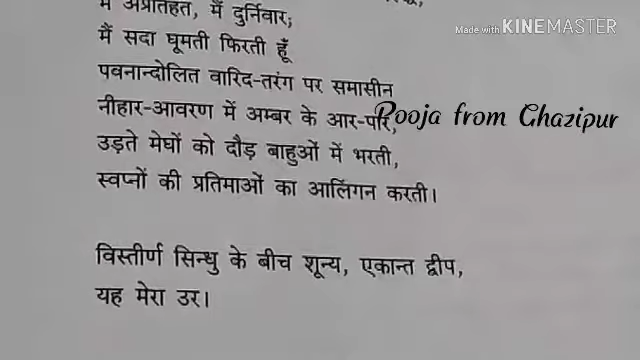 Made with KINEMASTER
मैं अप्रतिहत, मैं दुर्निवार;
मैं सदा घूमती फिरती हूँ
पवनान्दोलित वारिद-तरंग पर समासीन
नीहार-आवरण में अम्बर के आर-पार,
Pooja from Ghazipur
उड़ते मेघों को दौड़ बाहुओं में भरती,
स्वप्नों की प्रतिमाओं का आलिंगन करती।
विस्तीर्ण सिन्धु के बीच शून्य, एकान्त द्वीप,
यह मेरा उर।